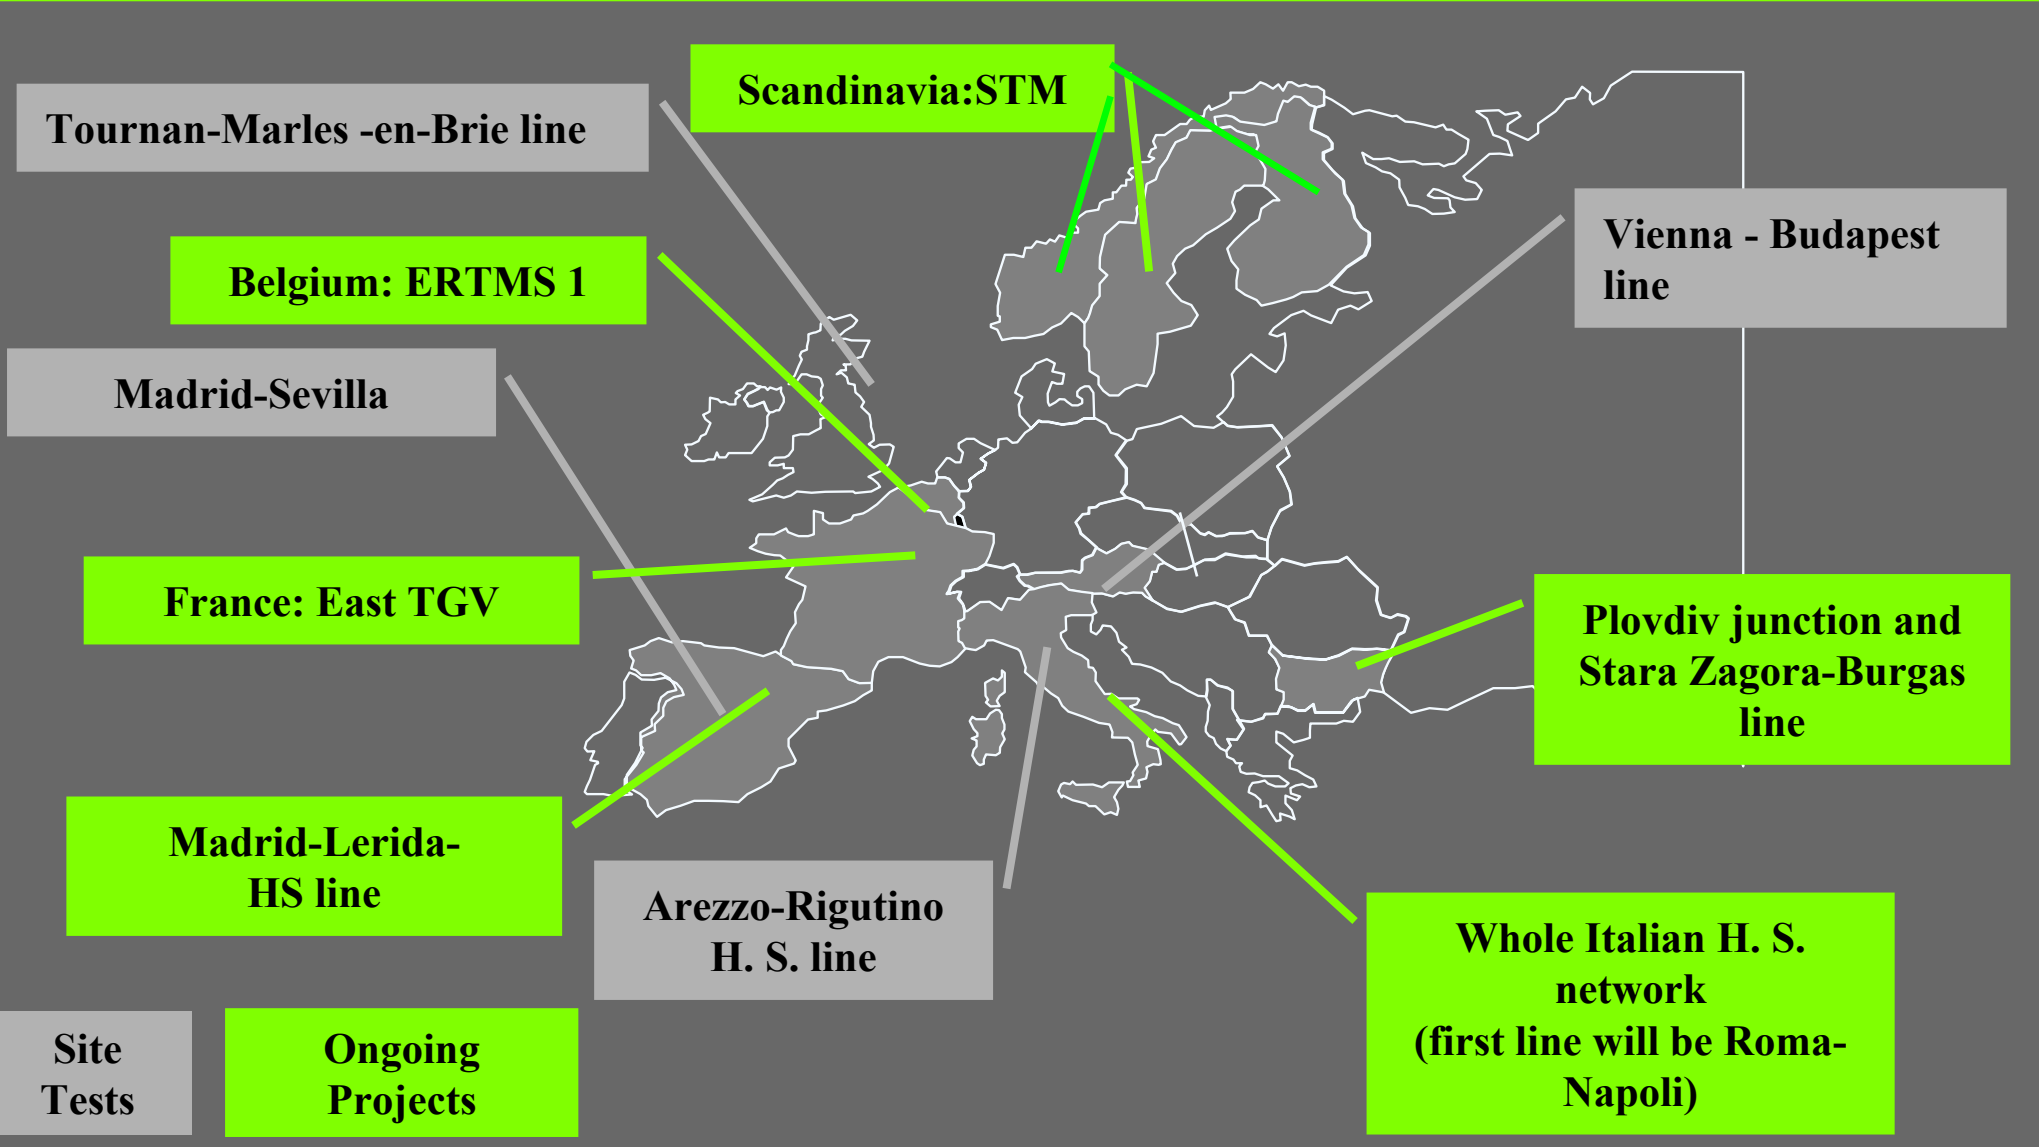 Scandinavia:STM
Tournan-Marles -en-Brie line
Vienna - Budapest
line
Belgium: ERTMS 1
Madrid-Sevilla
France: East TGV
Plovdiv junction and
Stara Zagora-Burgas
line
Madrid-Lerida-
HS line
Arezzo-Rigutino
H. S. line
Whole Italian H. S.
network
(first line will be Roma-
Napoli)
Site
Tests
Ongoing
Projects